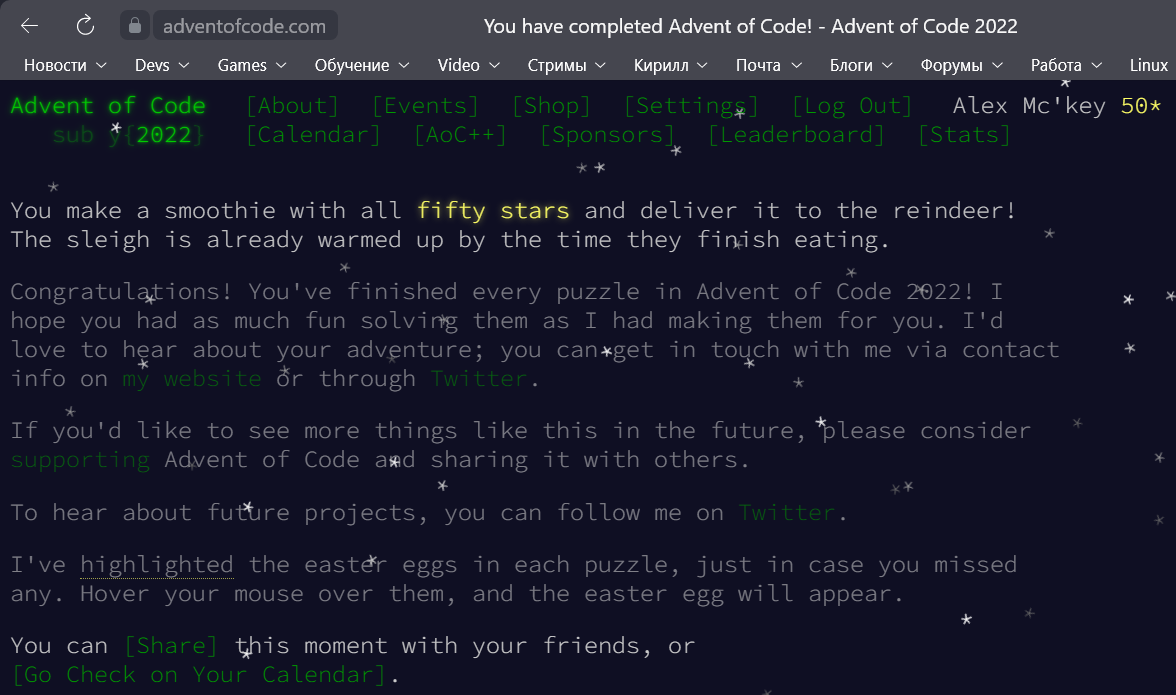 adventofcode.com You have completed Advent of Code! - Advent of Code 2022
Новости Devs Games Обучение Video Стримы Кирилл Почта Блоги Форумы Работа Linux
Advent of Code [About] [Events] [Shop] [Settings] [Log Out] Alex Mc'key 50*
sub y{2022} [Calendar] [AoC++] [Sponsors] [Leaderboard] [Stats]
You make a smoothie with all fifty stars and deliver it to the reindeer!
The sleigh is already warmed up by the time they finish eating.
Congratulations! You've finished every puzzle in Advent of Code 2022! I
hope you had as much fun solving them as I had making them for you. I'd
love to hear about your adventure; you can get in touch with me via contact
info on my website or through Twitter.
If you'd like to see more things like this in the future, please consider
supporting Advent of Code and sharing it with others.
To hear about future projects, you can follow me on Twitter.
I've highlighted the easter eggs in each puzzle, just in case you missed
any. Hover your mouse over them, and the easter egg will appear.
You can [Share] this moment with your friends, or
[Go Check on Your Calendar].